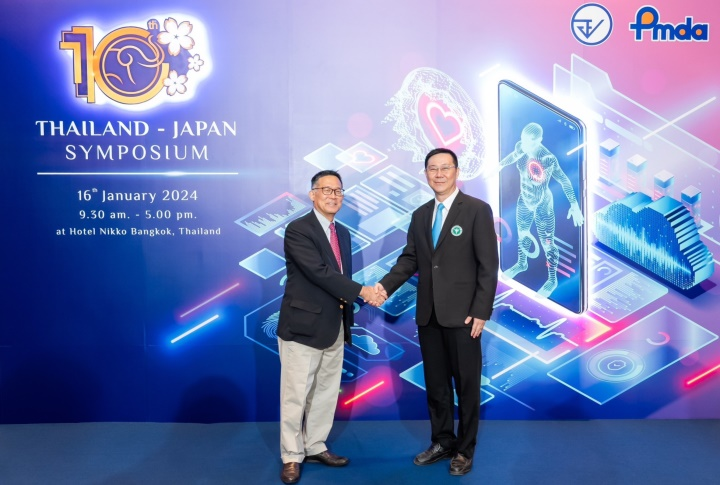 10th
THAILAND - JAPAN
SYMPOSIUM
16th January 2024
9.30 am. - 5.00 pm.
at Hotel Nikko Bangkok, Thailand
Pmda